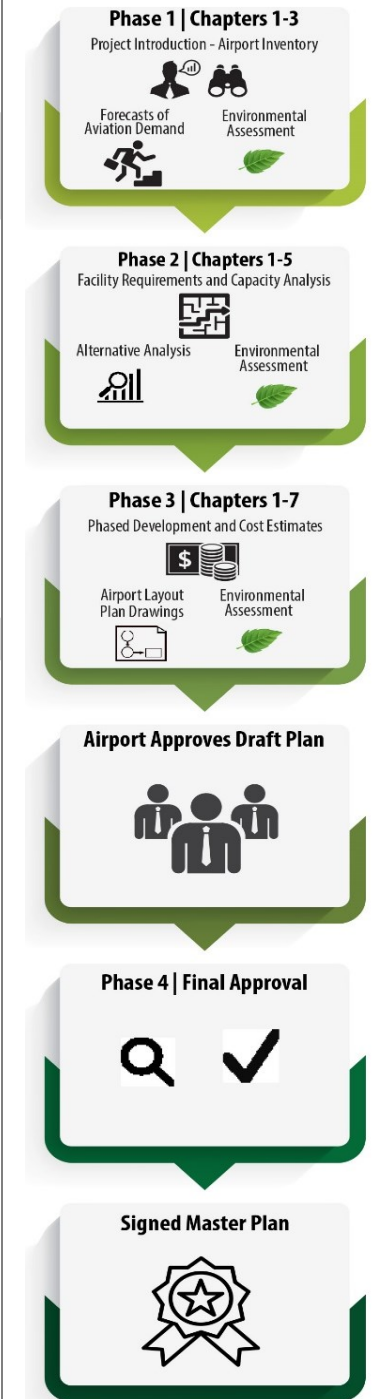 Phase 1 | Chapters 1-3
Project Introduction - Airport Inventory
Forecasts of
Aviation Demand
Environmental
Assessment
Phase 2 | Chapters 1-5
Facility Requirements and Capacity Analysis
Alternative Analysis
Environmental
Assessment
Phase 3 | Chapters 1-7
Phased Development and Cost Estimates
$
Airport Layout
Plan Drawings
Environmental
Assessment
Airport Approves Draft Plan
Phase 4 | Final Approval
Signed Master Plan